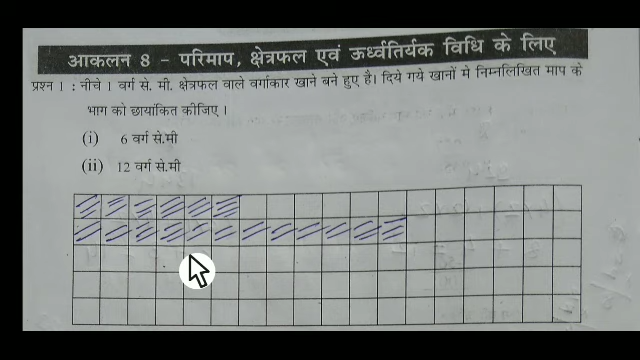 आकलन 8 - परिमाप, क्षेत्रफल एवं ऊर्ध्वतिर्यक विधि के लिए
प्रश्न 1 : नीचे 1 वर्ग से. मी. क्षेत्रफल वाले वर्गाकार खाने बने हुए है। दिये गये खानों मे निम्नलिखित माप के
भाग को छायांकित कीजिए ।
(i) 6 वर्ग से.मी
(ii) 12 वर्ग से.मी